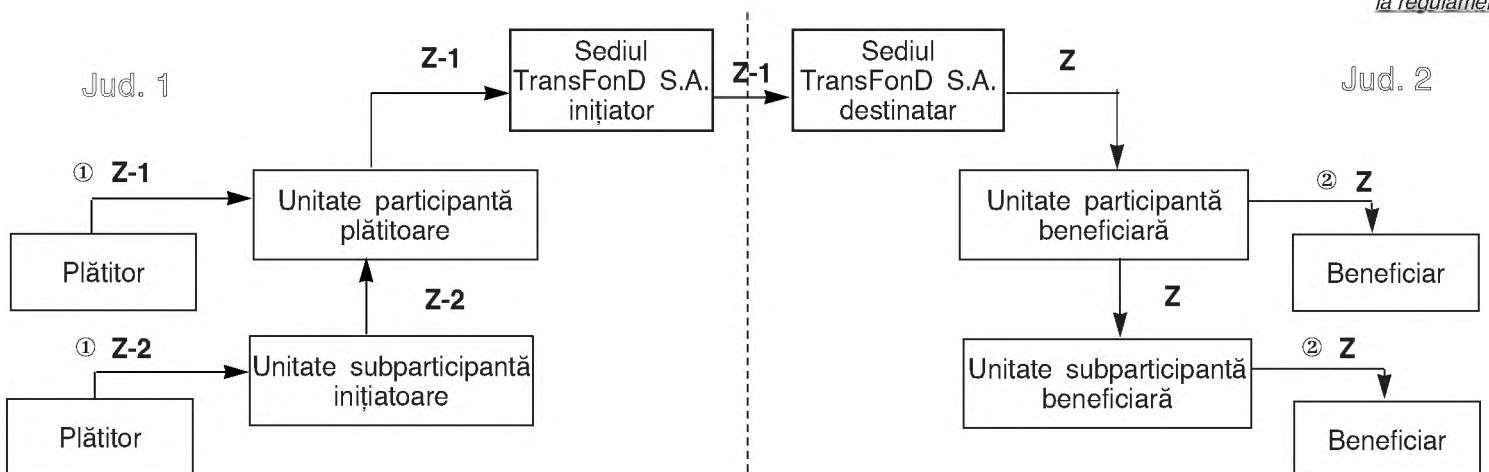 la regulamen
Jud. 1
Z-1
Sediul
TransFonD S.A.
inițiator
Z-1
Sediul
TransFonD S.A.
destinatar
Z
Jud. 2
① Z-1
Unitate participantă
plătitoare
Plătitor
Z-2
① Z-2
Unitate subparticipantă
inițiatoare
Plătitor
Unitate participantă
beneficiară
② Z
Beneficiar
Z
Unitate subparticipantă
beneficiară
② Z
Beneficiar